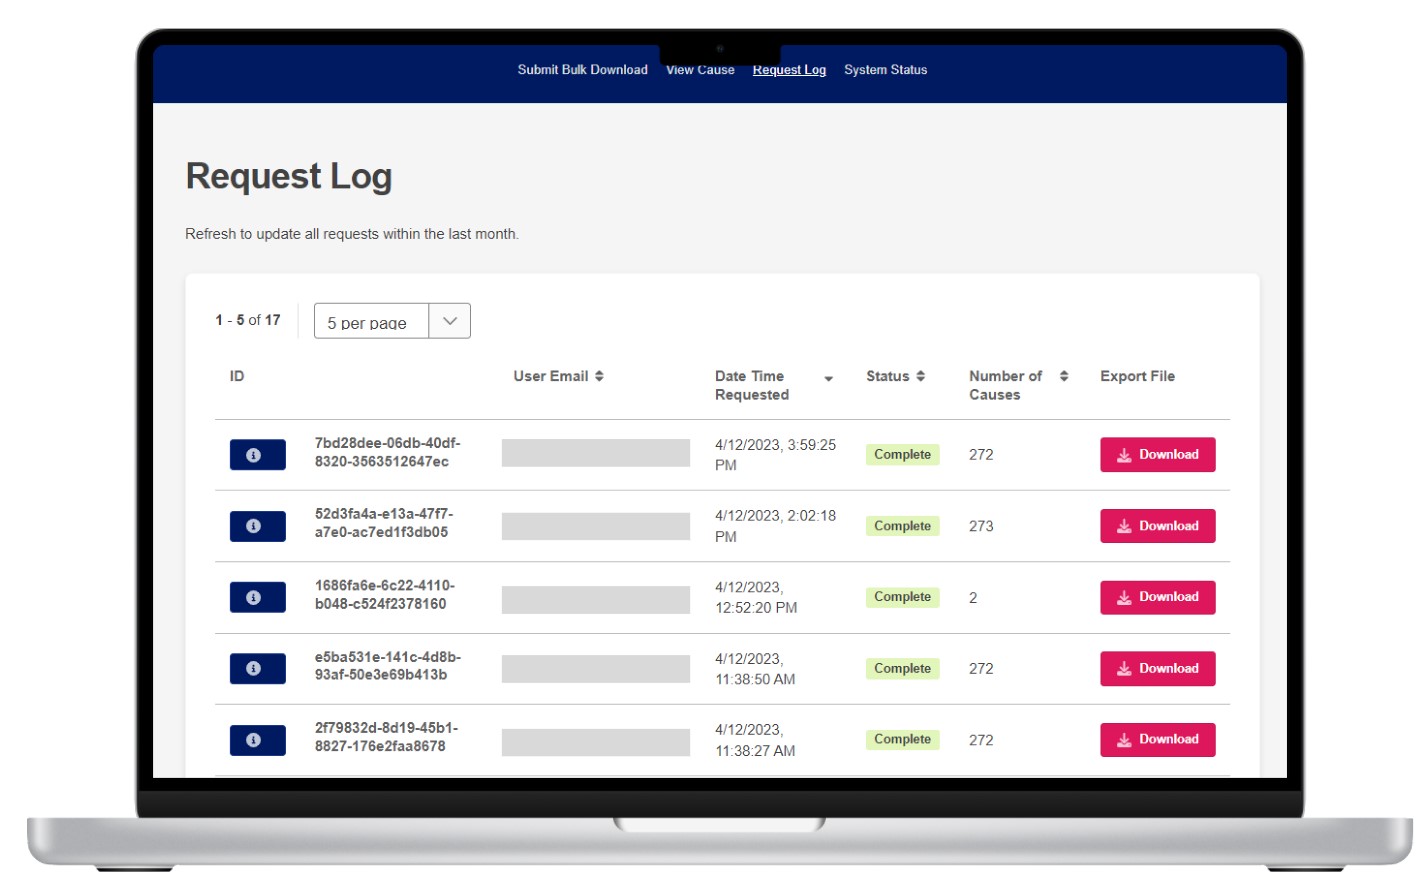 Submit Bulk Download View Cause Request Log System Status
Request Log
Refresh to update all requests within the last month.
1 - 5 of 17 5 per page
ID User Email Date Time Requested Status Number of Causes Export File
7bd28dee-06db-40df-
8320-3563512647ec
4/12/2023, 3:59:25
PM
Complete
272
Download
52d3fa4a-e13a-47f7-
a7e0-ac7ed1f3db05
4/12/2023, 2:02:18
PM
Complete
273
Download
1686fa6e-6c22-4110-
b048-c524f2378160
4/12/2023,
12:52:20 PM
Complete
2
Download
e5ba531e-141c-4d8b-
93af-50e3e69b413b
4/12/2023,
11:38:50 AM
Complete
272
Download
2f79832d-8d19-45b1-
8827-176e2faa8678
4/12/2023,
11:38:27 AM
Complete
272
Download